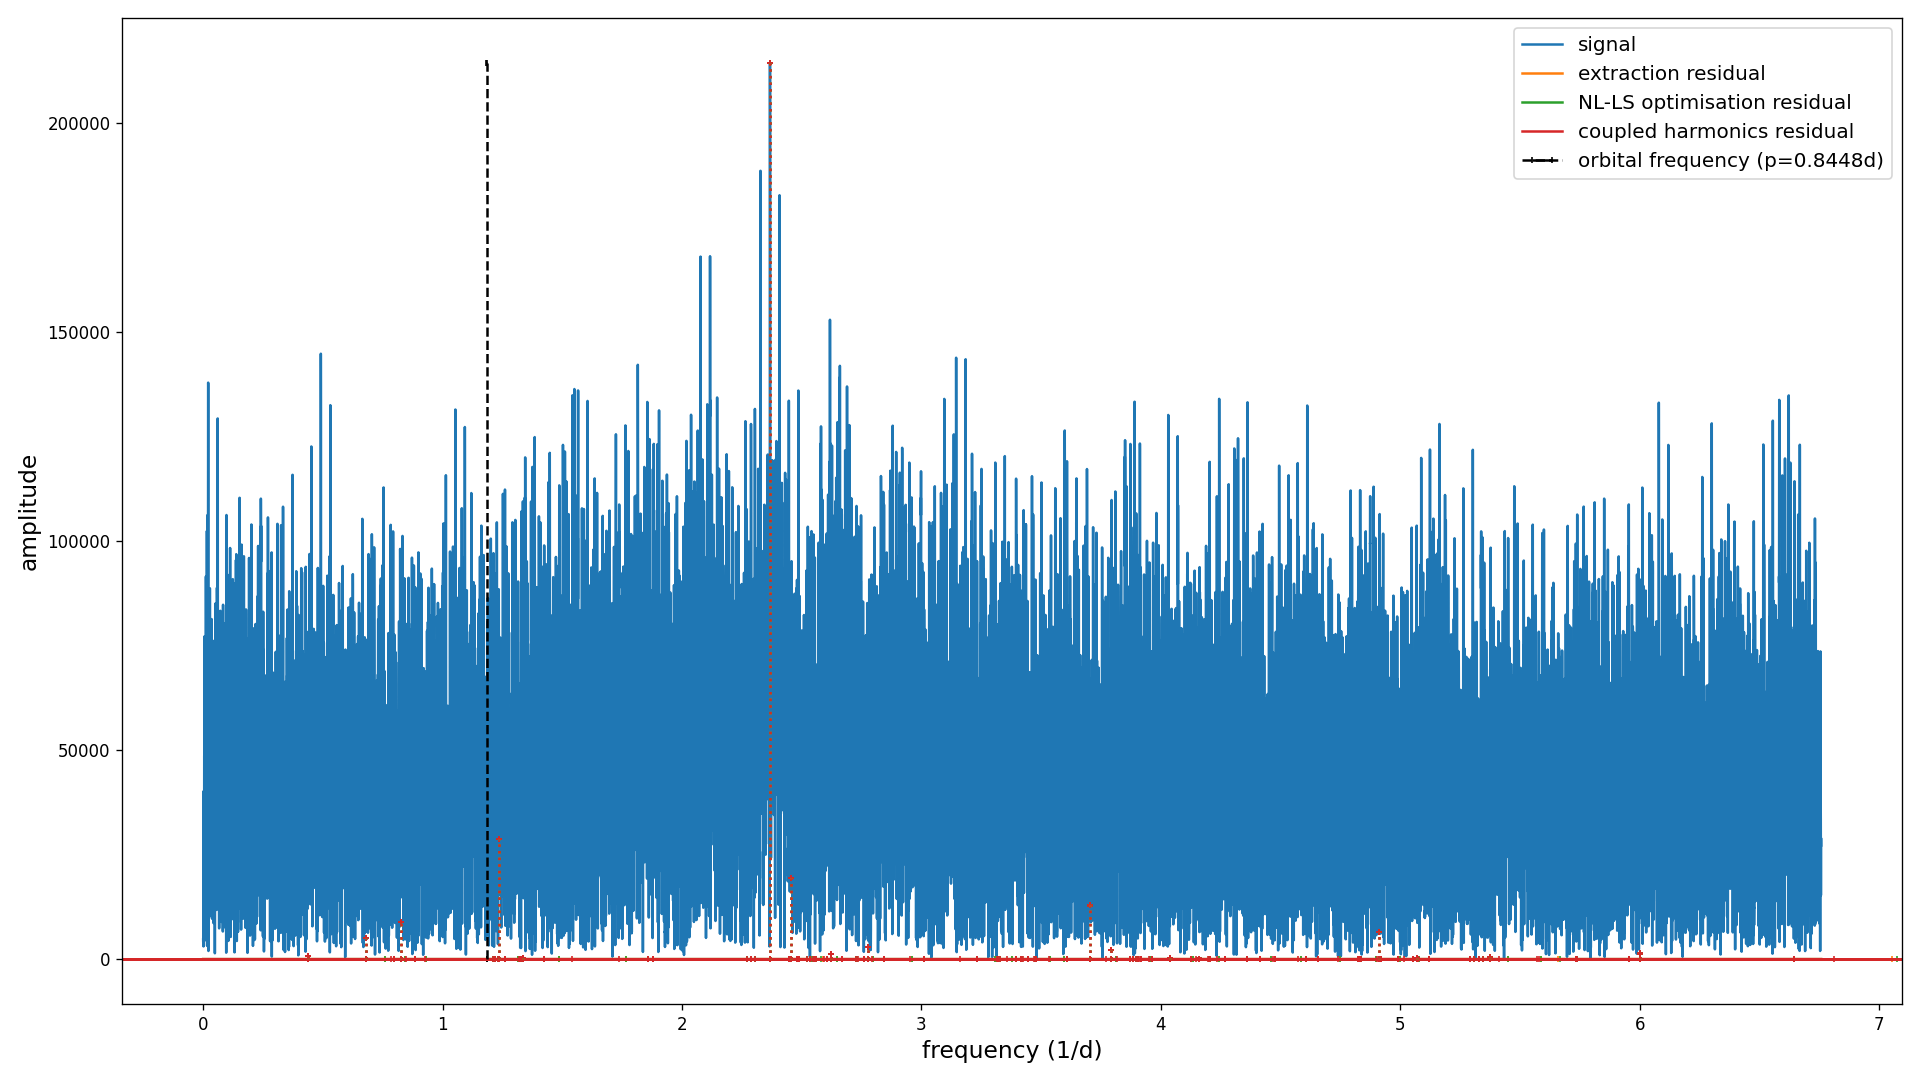 signal
extraction residual
NL-LS optimisation residual
coupled harmonics residual
orbital frequency (p=0.8448d)
amplitude
200000
150000
100000
50000
0
0 1 2 3 4 5 6 7
frequency (1/d)